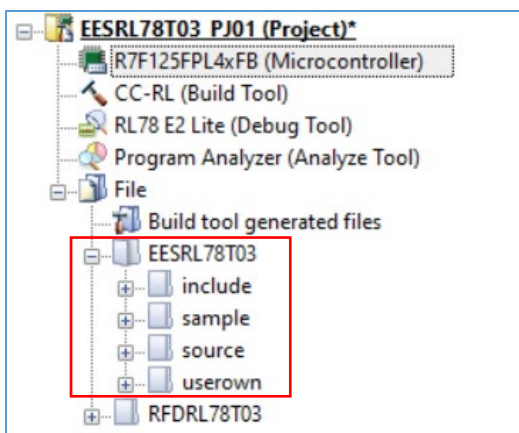 EESRL78T03_PJ01 (Project)*
R7F125FPL4xFB (Microcontroller)
CC-RL (Build Tool)
RL78 E2 Lite (Debug Tool)
Program Analyzer (Analyze Tool)
File
Build tool generated files
EESRL78T03
include
sample
source
userown
RFDRL78T03